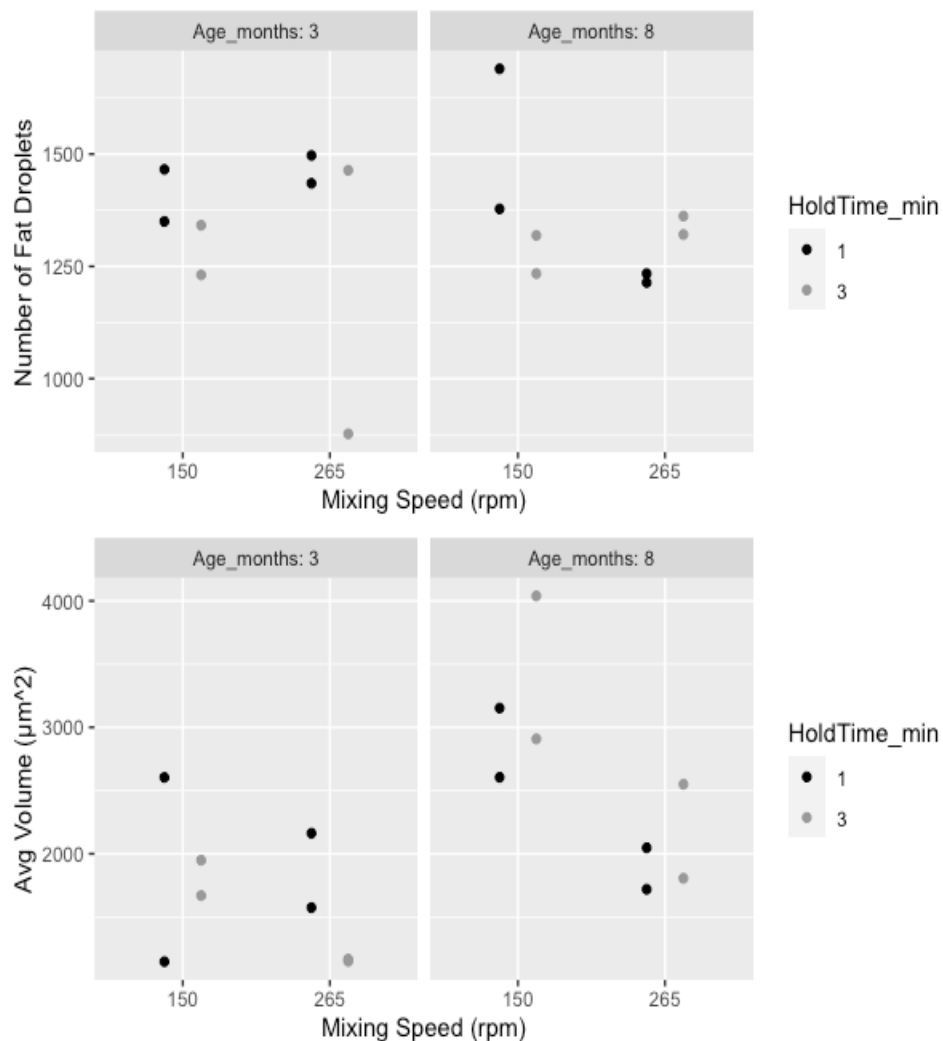 Age_months: 3
Age_months: 8
Number of Fat Droplets
1500
1250
1000
150
265
150
265
Mixing Speed (rpm)
HoldTime_min
1
3
Age_months: 3
Age_months: 8
Avg Volume (µm^2)
4000
3000
2000
150
265
150
265
Mixing Speed (rpm)
HoldTime_min
1
3